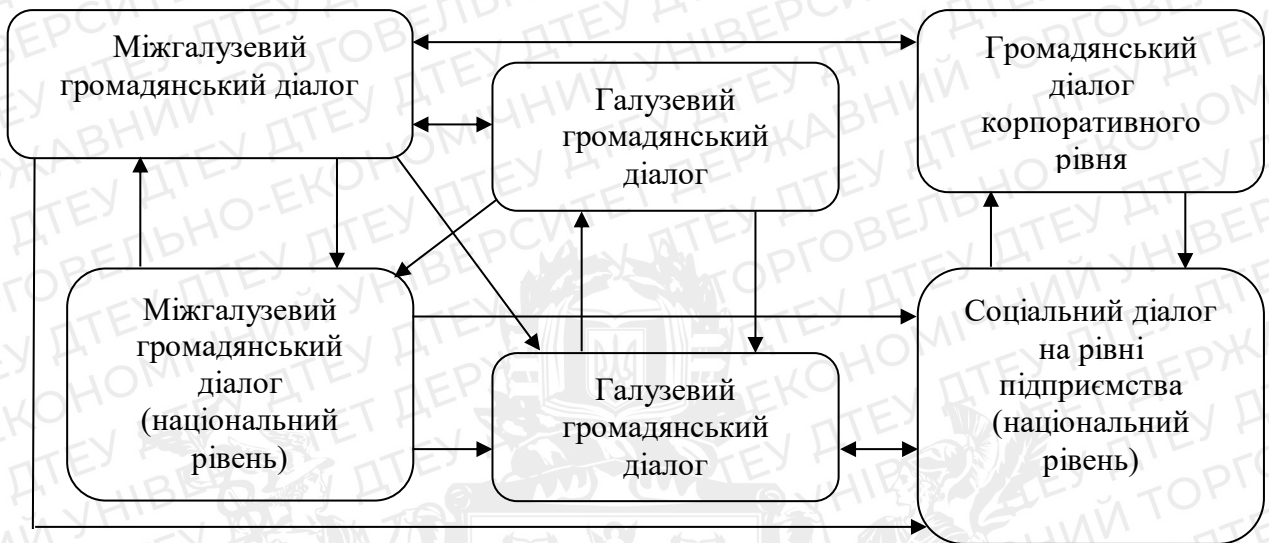 Міжгалузевий
громадянський діалог
Галузевий
громадянський
діалог
Громадянський
діалог
корпоративного
рівня
Міжгалузевий
громадянський
діалог
(національний
рівень)
Галузевий
громадянський
діалог
Соціальний діалог
на рівні
підприємства
(національний
рівень)